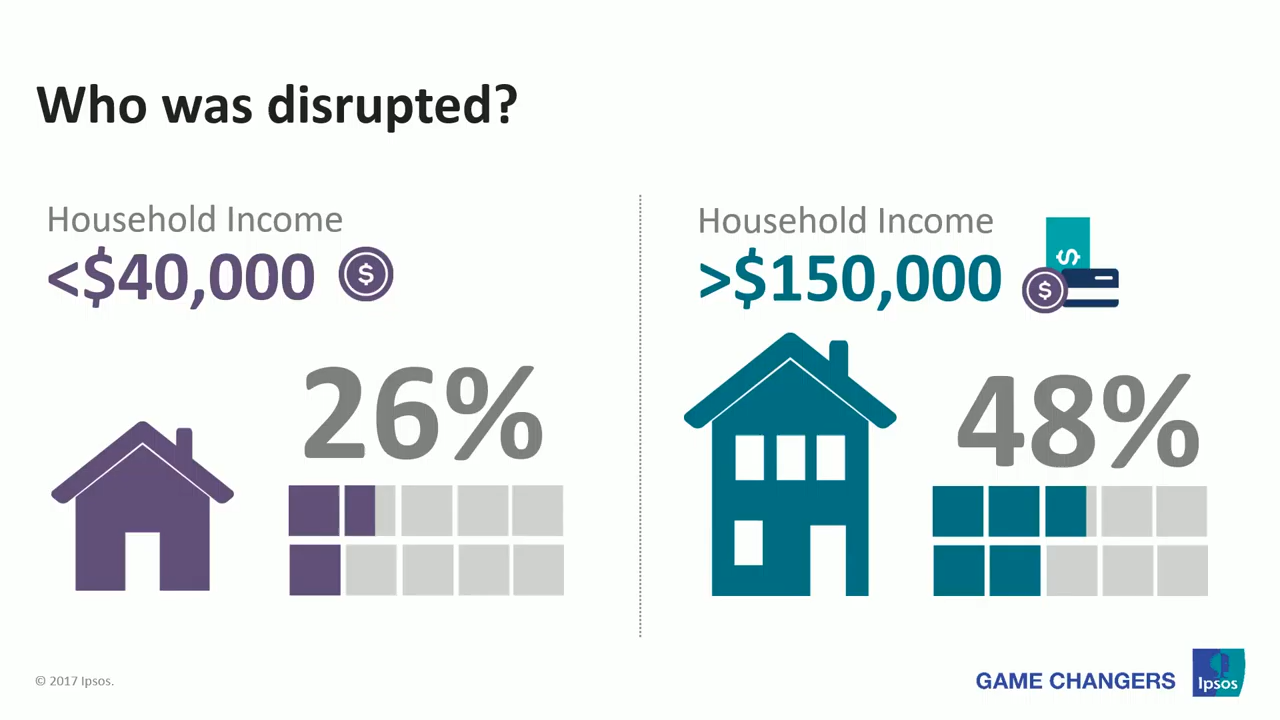 Who was disrupted?
Household Income
<$40,000
$
26%
Household Income
>$150,000
$
$
48%
© 2017 Ipsos.
GAME CHANGERS
Ipsos